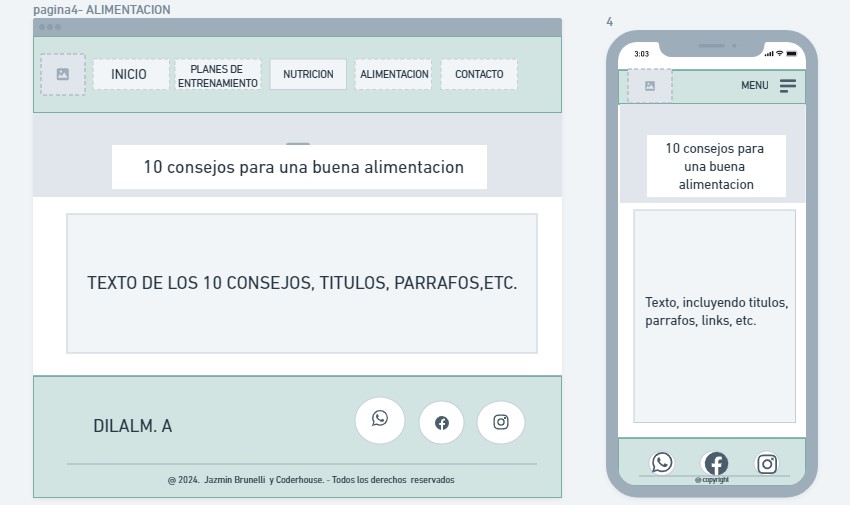 pagina4- ALIMENTACION
INICIO
PLANES DE
ENTRENAMIENTO
NUTRICION
ALIMENTACION
CONTACTO
10 consejos para una buena alimentacion
TEXTO DE LOS 10 CONSEJOS, TITULOS, PARRAFOS,ETC.
DILALM. A
@ 2024. Jazmin Brunelli y Coderhouse. - Todos los derechos reservados
4
3:03
MENU
10 consejos para
una buena
alimentacion
Texto, incluyendo titulos,
parrafos, links, etc.
@ copyright